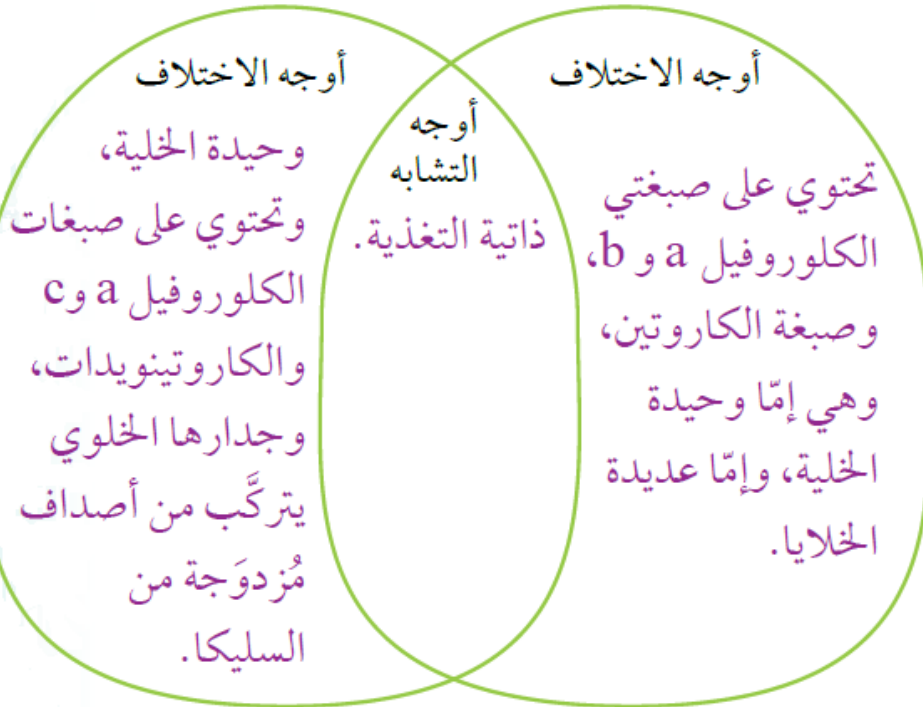 أوجه الاختلاف
تحتوي على صبغتي
الكلوروفيل a و b،
وصبغة الكاروتين،
وهي إمّا وحيدة
الخلية، وإمّا عديدة
الخلايا.
أوجه
التشابه
ذاتية التغذية.
أوجه الاختلاف
وحيدة الخلية،
وتحتوي على صبغات
الكلوروفيل a وc
والكاروتينويدات،
وجدارها الخلوي
يتركَّب من أصداف
مُزدوَجة من
السليكا.